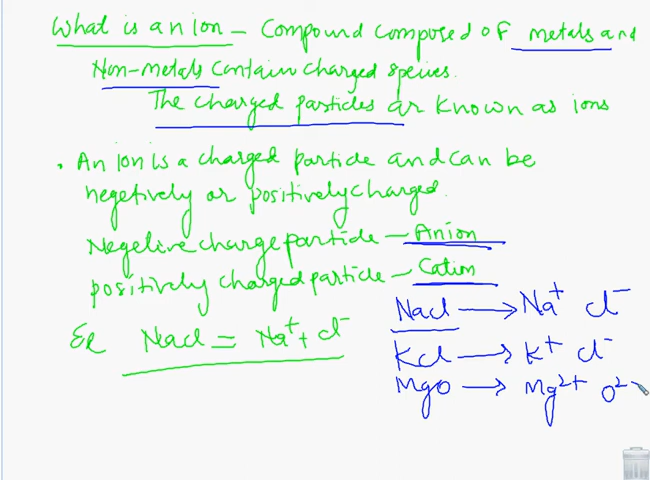 What is an ion - Compound composed of metals and
Non-metals contain charged species.
The charged particles ar known as ions
. An ion is a charged particle and can be
negetively or positively charged.
Negetive charge particle - Anion
positively charged particle - Cation
Ex NaCl = Na⁺ + Cl⁻
NaCl → Na⁺ Cl⁻
KCl → K⁺ Cl⁻
MgO → Mg²⁺ O²⁻